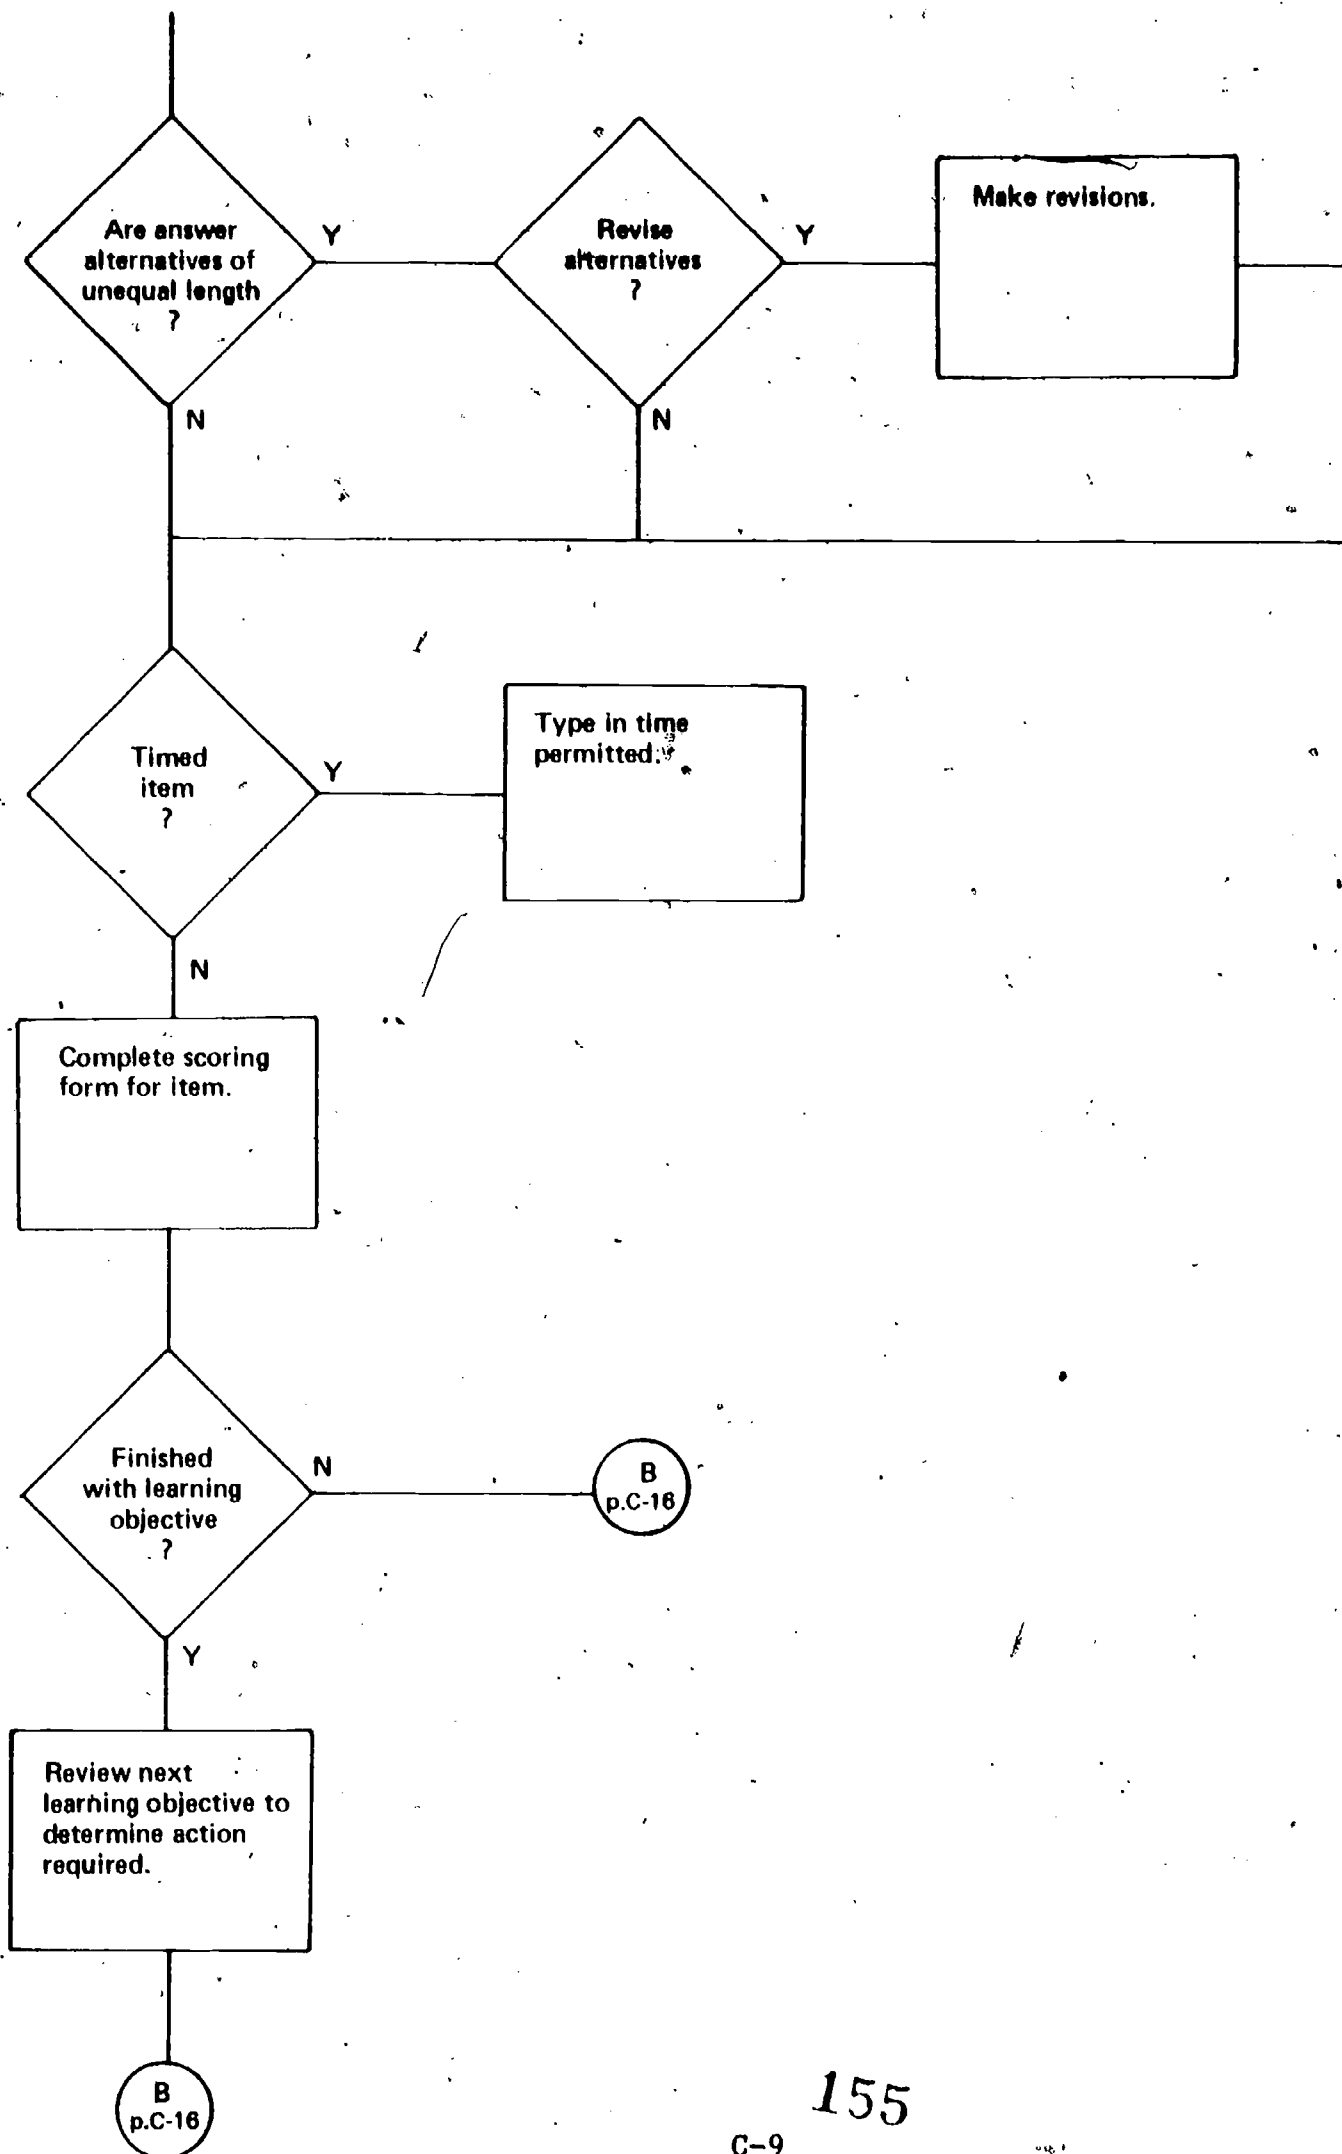 Are answer
alternatives of
unequal length
?
Y
Revise
alternatives
?
Y
Make revisions.
N
N
Timed
item
?
Y
Type in time
permitted.
N
Complete scoring
form for item.
Finished
with learning
objective
?
N
B
p.C-16
Y
Review next
learning objective to
determine action
required.
B
p.C-16
155
C-9